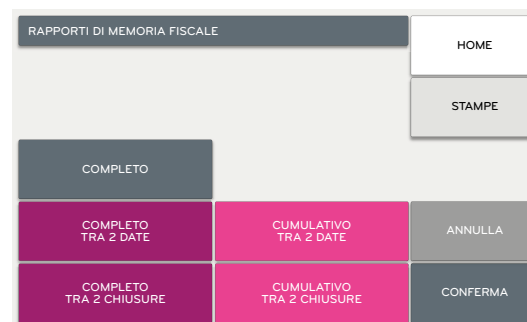 RAPPORTI DI MEMORIA FISCALE
HOME
STAMPE
COMPLETO
COMPLETO
TRA 2 DATE
CUMULATIVO
TRA 2 DATE
ANNULLA
COMPLETO
TRA 2 CHIUSURE
CUMULATIVO
TRA 2 CHIUSURE
CONFERMA